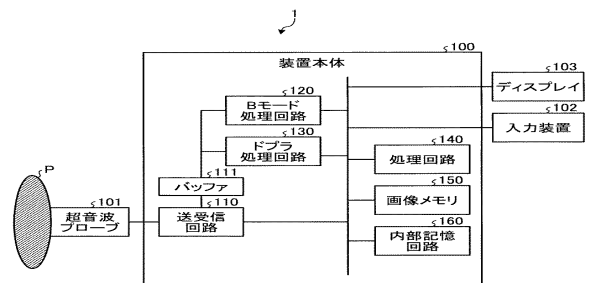 1
100
装置本体
103
ディスプレイ
120
Bモード
処理回路
102
入力装置
130
ドプラ
処理回路
140
処理回路
P
111
バッファ
150
画像メモリ
101
超音波
プローブ
110
送受信
回路
160
内部記憶
回路